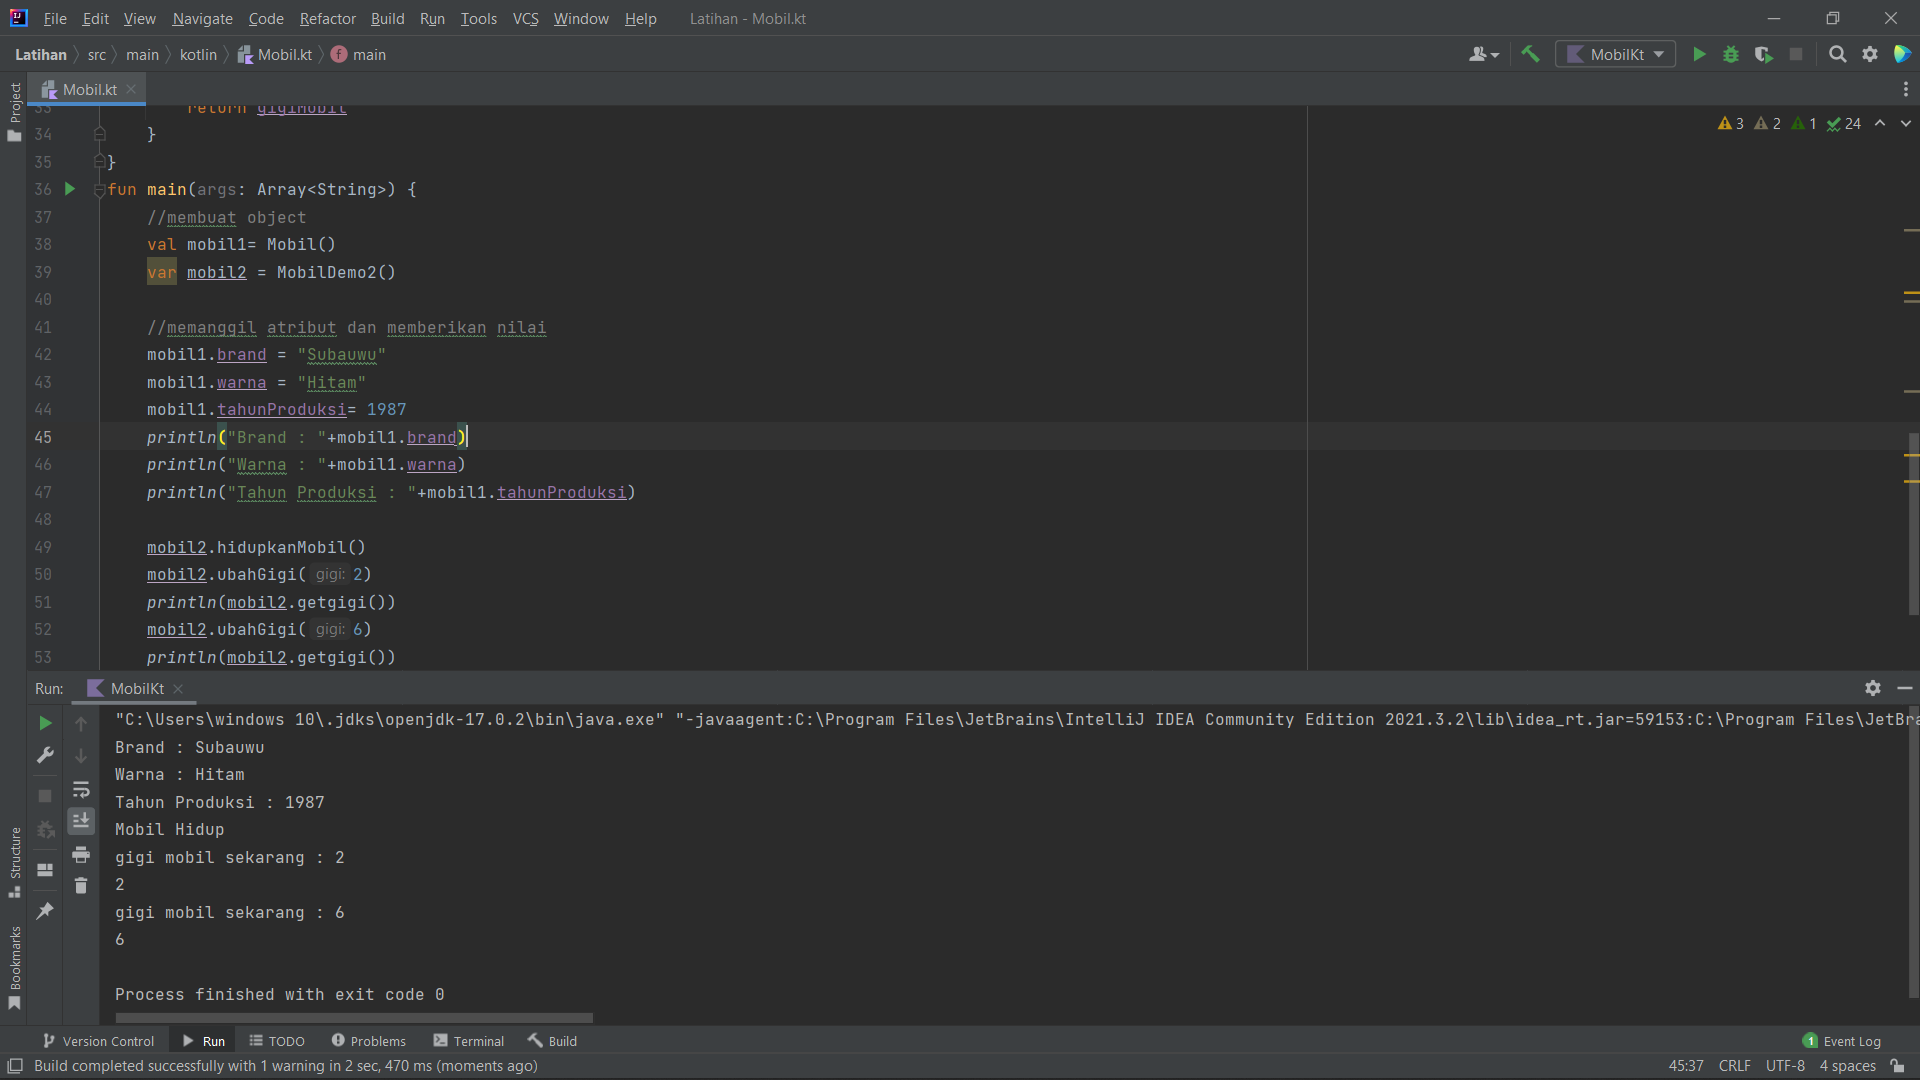 File Edit View Navigate Code Refactor Build Run Tools VCS Window Help Latihan - Mobil.kt
Latihan src main kotlin Mobil.kt main MobilKt
Project Mobil.kt
33 return gigiMobil
34 }
3 2 1 24
35 }
36 fun main(args: Array<String>) {
37 //membuat object
38 val mobil1= Mobil()
39 var mobil2 = MobilDemo2()
40
41 //memanggil atribut dan memberikan nilai
42 mobil1.brand = "Subauwu"
43 mobil1.warna = "Hitam"
44 mobil1.tahunProduksi= 1987
45 println("Brand : "+mobil1.brand)
46 println("Warna : "+mobil1.warna)
47 println("Tahun Produksi : "+mobil1.tahunProduksi)
48
49 mobil2.hidupkanMobil()
50 mobil2.ubahGigi( gigi: 2)
51 println(mobil2.getgigi())
52 mobil2.ubahGigi( gigi: 6)
53 println(mobil2.getgigi())
Run: MobilKt
"C:\Users\windows 10\.jdks\openjdk-17.0.2\bin\java.exe" "-javaagent:C:\Program Files\JetBrains\IntelliJ IDEA Community Edition 2021.3.2\lib\idea_rt.jar=59153:C:\Program Files\JetBra
Brand : Subauwu
Warna : Hitam
Tahun Produksi : 1987
Mobil Hidup
gigi mobil sekarang : 2
2
gigi mobil sekarang : 6
6
Process finished with exit code 0
Structure
Bookmarks
Version Control Run TODO Problems Terminal Build 1 Event Log
Build completed successfully with 1 warning in 2 sec, 470 ms (moments ago) 45:37 CRLF UTF-8 4 spaces